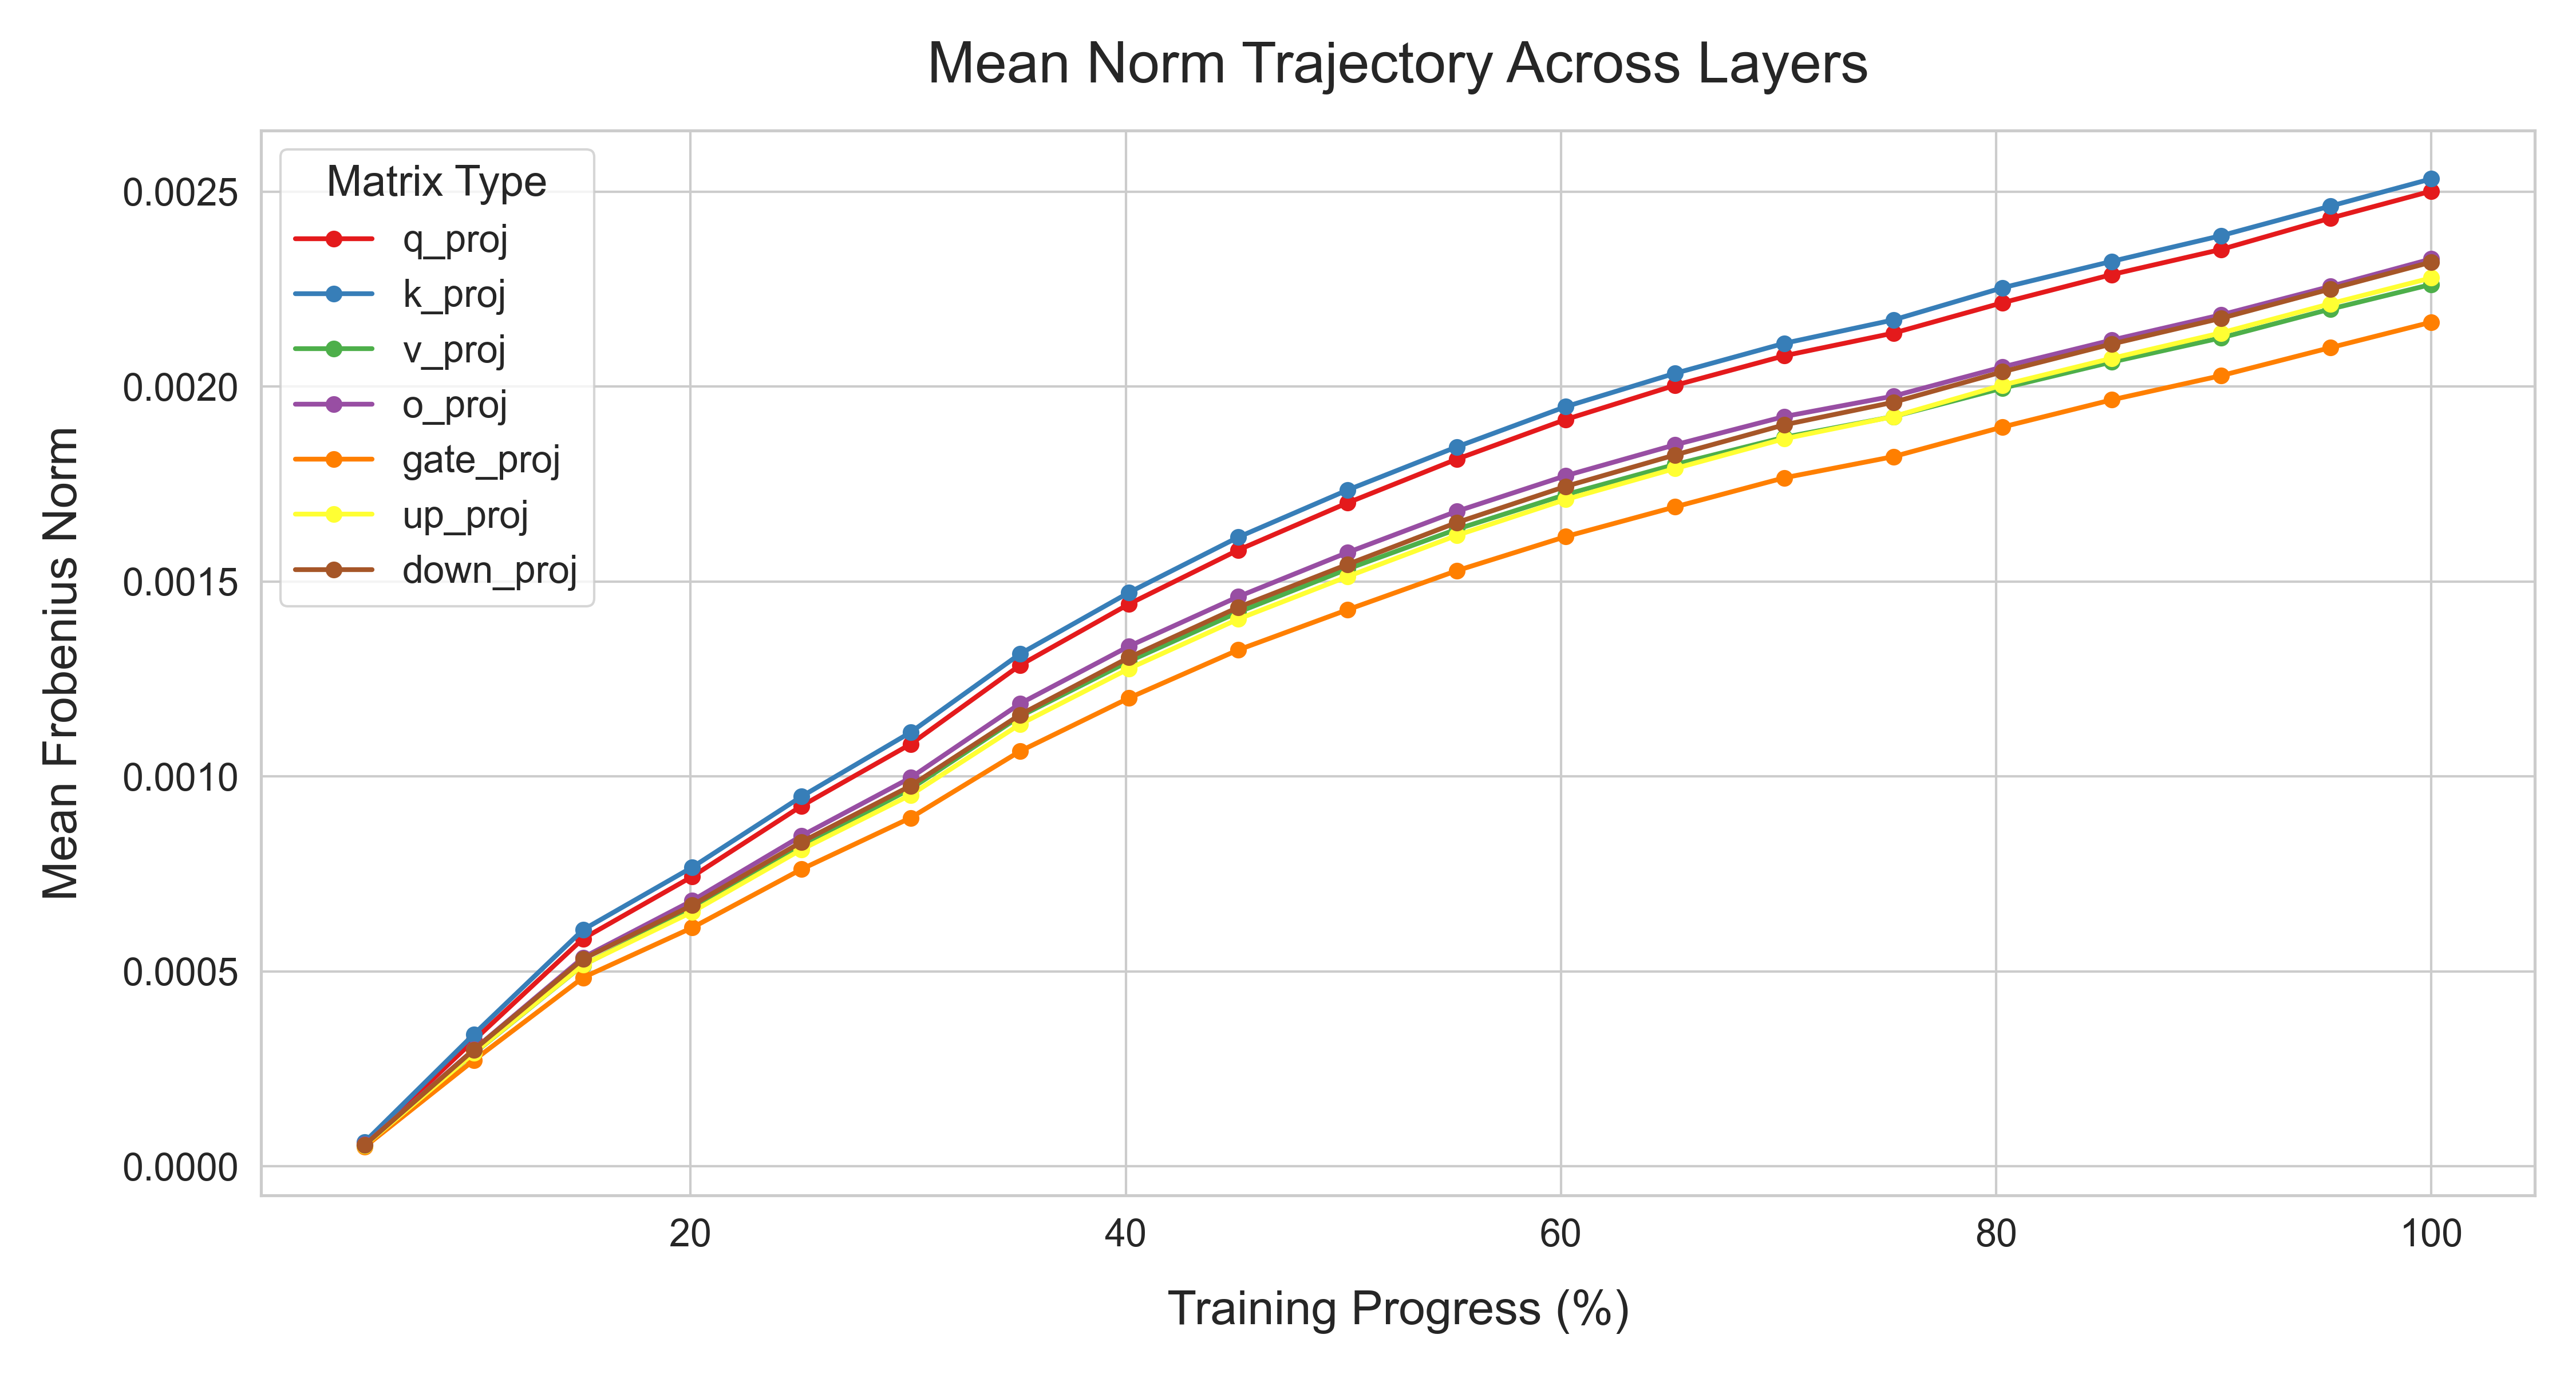 Mean Norm Trajectory Across Layers
Mean Frobenius Norm
0.0025
0.0020
0.0015
0.0010
0.0005
0.0000
Matrix Type
q_proj
k_proj
v_proj
o_proj
gate_proj
up_proj
down_proj
20 40 60 80 100
Training Progress (%)